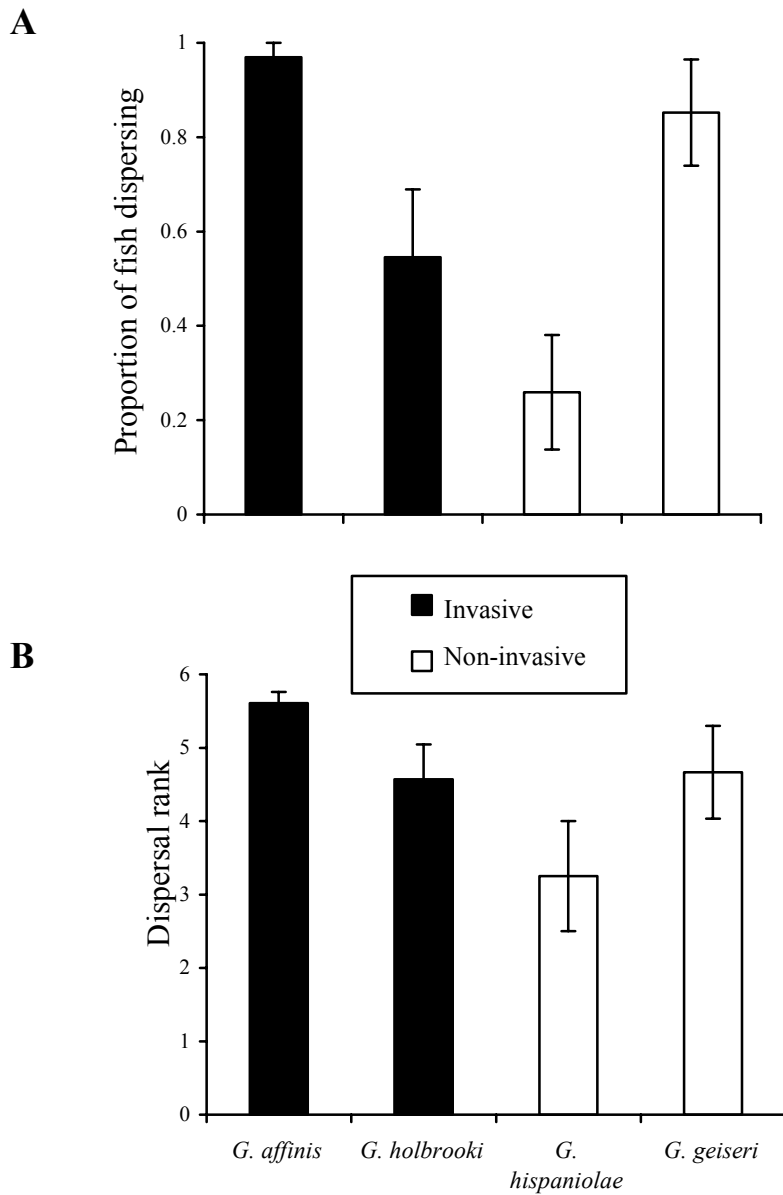 A
Proportion of fish dispersing
1
0.8
0.6
0.4
0.2
0
Invasive
Non-invasive
B
Dispersal rank
6
5
4
3
2
1
0
G. affinis
G. holbrooki
G.
hispaniolae
G. geiseri